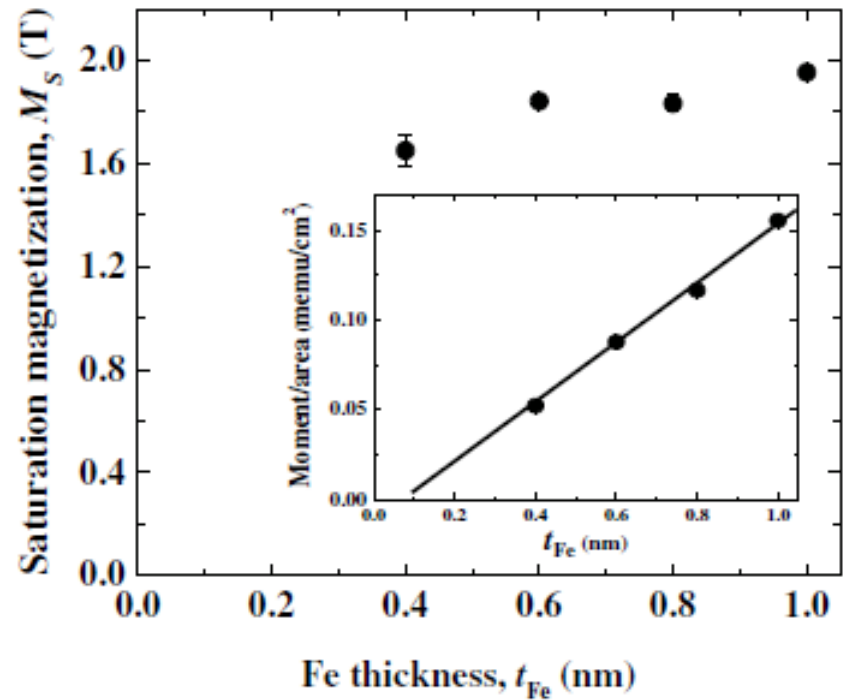 Saturation magnetization, M_S (T)
2.0
1.6
1.2
0.8
0.4
0.0
0.0 0.2 0.4 0.6 0.8 1.0
Fe thickness, t_Fe (nm)
Moment/area (memu/cm²)
0.15
0.10
0.05
0.00
0.0 0.2 0.4 0.6 0.8 1.0
t_Fe (nm)